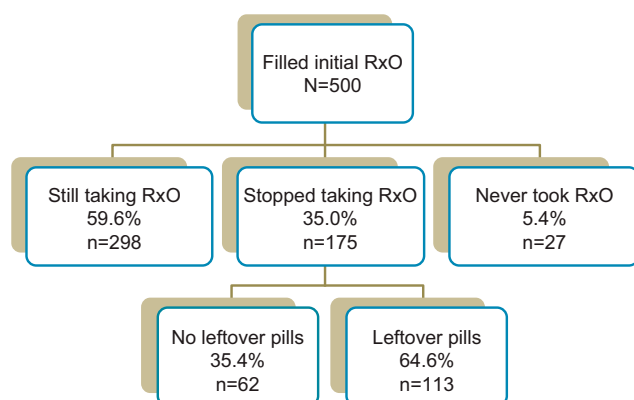 Filled initial RxO
N=500
Still taking RxO
59.6%
n=298
Stopped taking RxO
35.0%
n=175
Never took RxO
5.4%
n=27
No leftover pills
35.4%
n=62
Leftover pills
64.6%
n=113